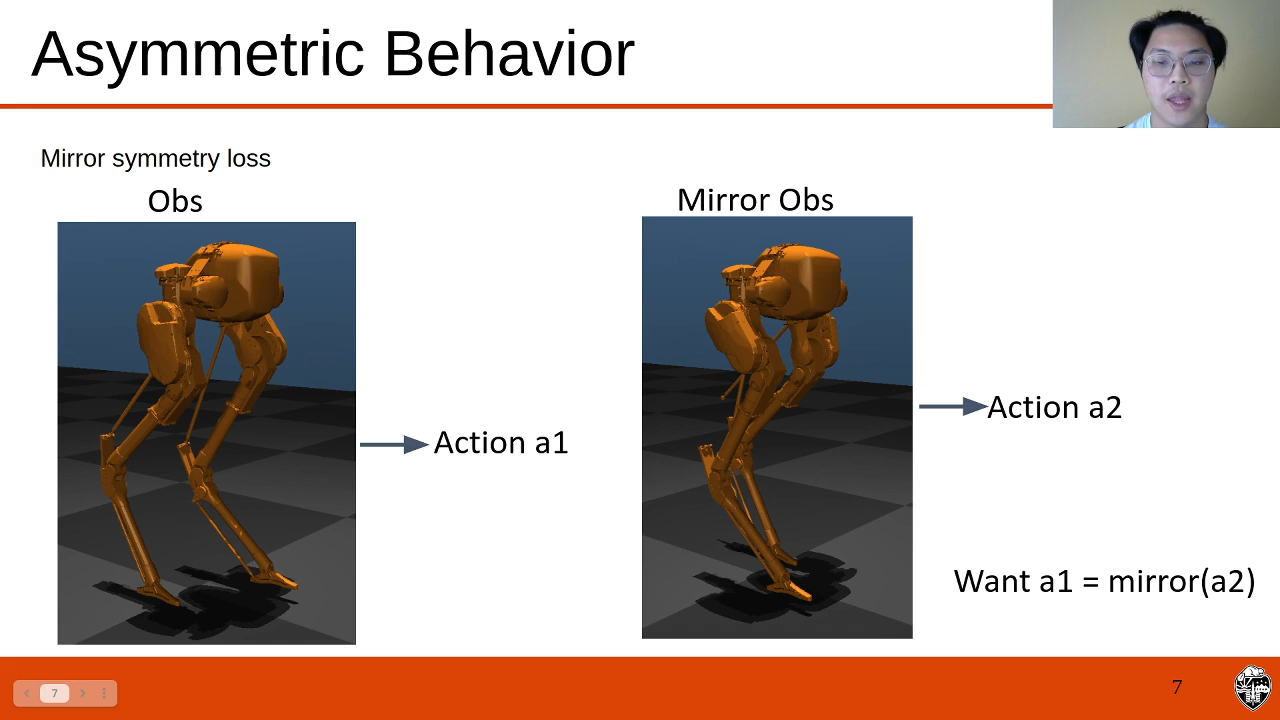 Asymmetric Behavior
Mirror symmetry loss
Obs
Mirror Obs
Action a1
Action a2
Want a1 = mirror(a2)
7
7